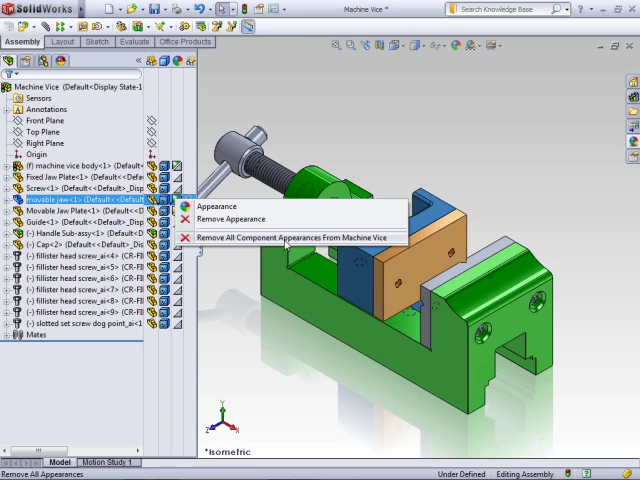 SolidWorks
Machine Vice *
Search Knowledge Base
Assembly Layout Sketch Evaluate Office Products
Machine Vice (Default<Display State-1
Sensors
Annotations
Front Plane
Top Plane
Right Plane
Origin
(f) machine vice body<1> (Default<
Fixed Jaw Plate<1> (Default<<Def
Screw<2> (Default<<Default>_Disp
movable jaw<1> (Default<<Defaul
Movable Jaw Plate<1> (Default<<
Guide<1> (Default<<Default>_Disp
(-) Handle Sub-assy<1> (Default<
(-) Cap<2> (Default<<Default>_Dis
(-) fillister head screw_ai<4> (CR-FI
(-) fillister head screw_ai<5> (CR-FI
(-) fillister head screw_ai<6> (CR-FI
(-) fillister head screw_ai<7> (CR-FI
(-) fillister head screw_ai<8> (CR-FI
(-) fillister head screw_ai<9> (CR-FI
(-) slotted set screw dog point_ai<1
Mates
Appearance
Remove Appearance
Remove All Component Appearances From Machine Vice
Y
X
Z
*Isometric
Model Motion Study 1
Remove All Appearances
Under Defined Editing Assembly